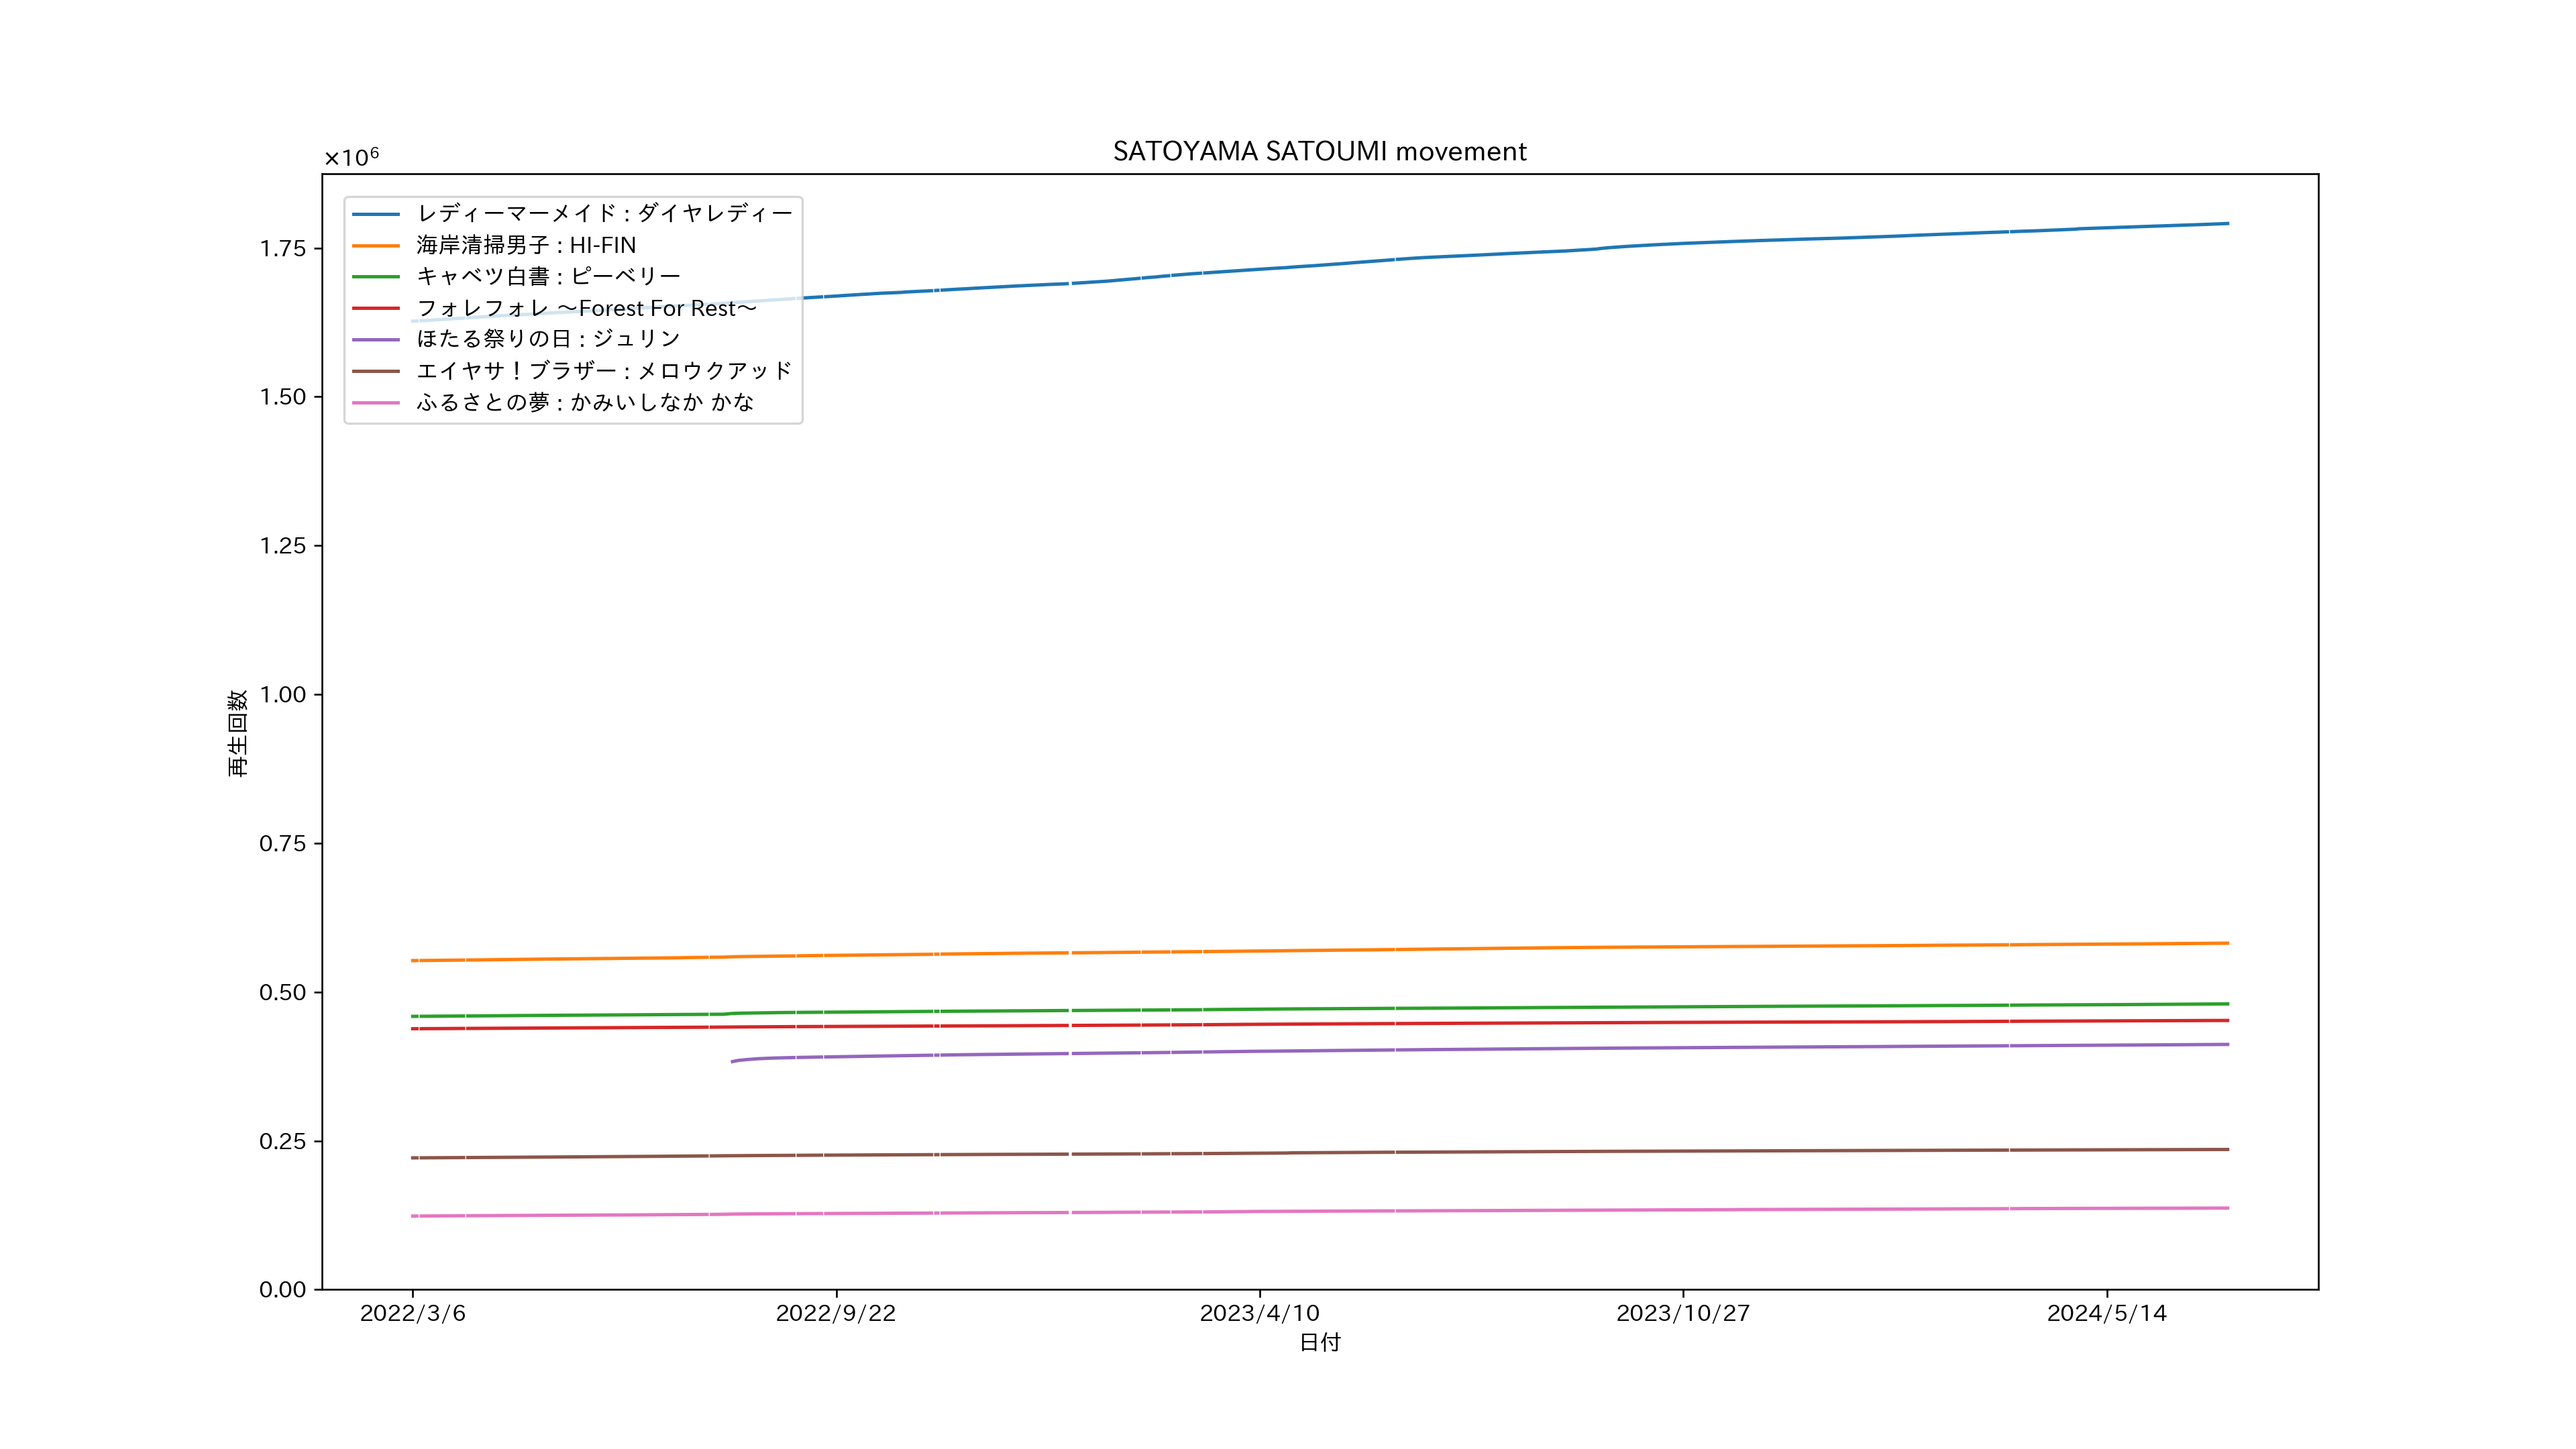 SATOYAMA SATOUMI movement
×10⁶
レディーマーメイド : ダイヤレディー
海岸清掃男子 : HI-FIN
キャベツ白書 : ピーベリー
フォレフォレ ～Forest For Rest～
ほたる祭りの日 : ジュリン
エイヤサ！ブラザー : メロウクアッド
ふるさとの夢 : かみいしなか かな
1.75
1.50
1.25
1.00
0.75
0.50
0.25
0.00
再生回数
2022/3/6
2022/9/22
2023/4/10
2023/10/27
2024/5/14
日付